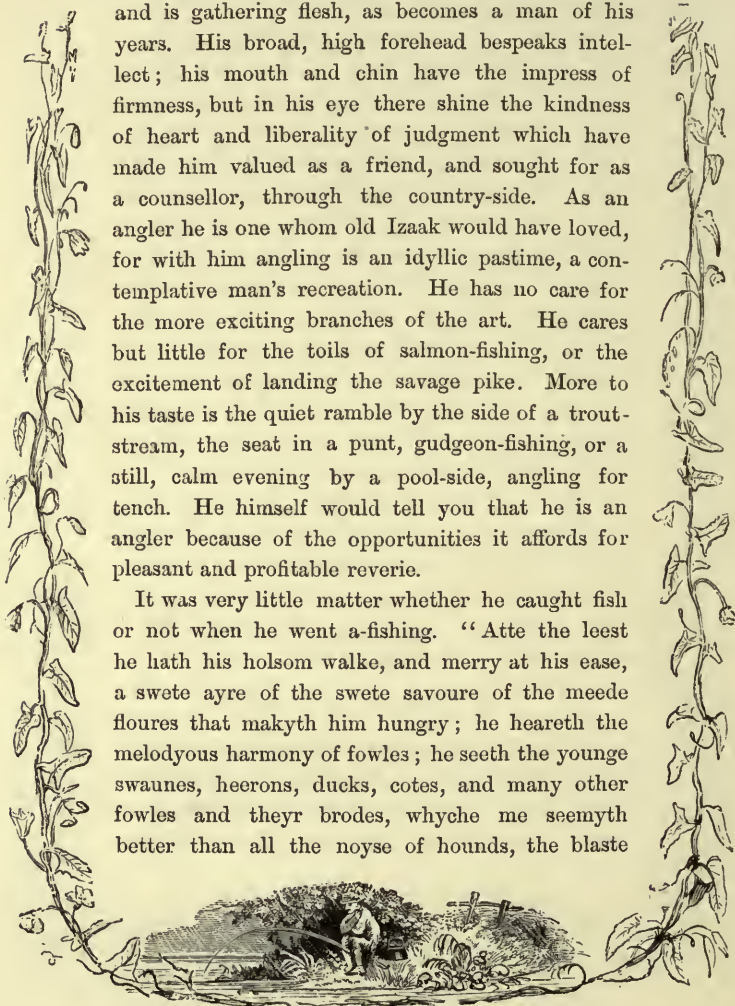 and is gathering flesh, as becomes a man of his
years. His broad, high forehead bespeaks intel-
lect; his mouth and chin have the impress of
firmness, but in his eye there shine the kindness
of heart and liberality of judgment which have
made him valued as a friend, and sought for as
a counsellor, through the country-side. As an
angler he is one whom old Izaak would have loved,
for with him angling is an idyllic pastime, a con-
templative man's recreation. He has no care for
the more exciting branches of the art. He cares
but little for the toils of salmon-fishing, or the
excitement of landing the savage pike. More to
his taste is the quiet ramble by the side of a trout-
stream, the seat in a punt, gudgeon-fishing, or a
still, calm evening by a pool-side, angling for
tench. He himself would tell you that he is an
angler because of the opportunities it affords for
pleasant and profitable reverie.
It was very little matter whether he caught fish
or not when he went a-fishing. "Atte the leest
he hath his holsom walke, and merry at his ease,
a swete ayre of the swete savoure of the meede
floures that makyth him hungry; he heareth the
melodyous harmony of fowles; he seeth the younge
swaunes, heerons, ducks, cotes, and many other
fowles and theyr brodes, whyche me seemyth
better than all the noyse of hounds, the blaste